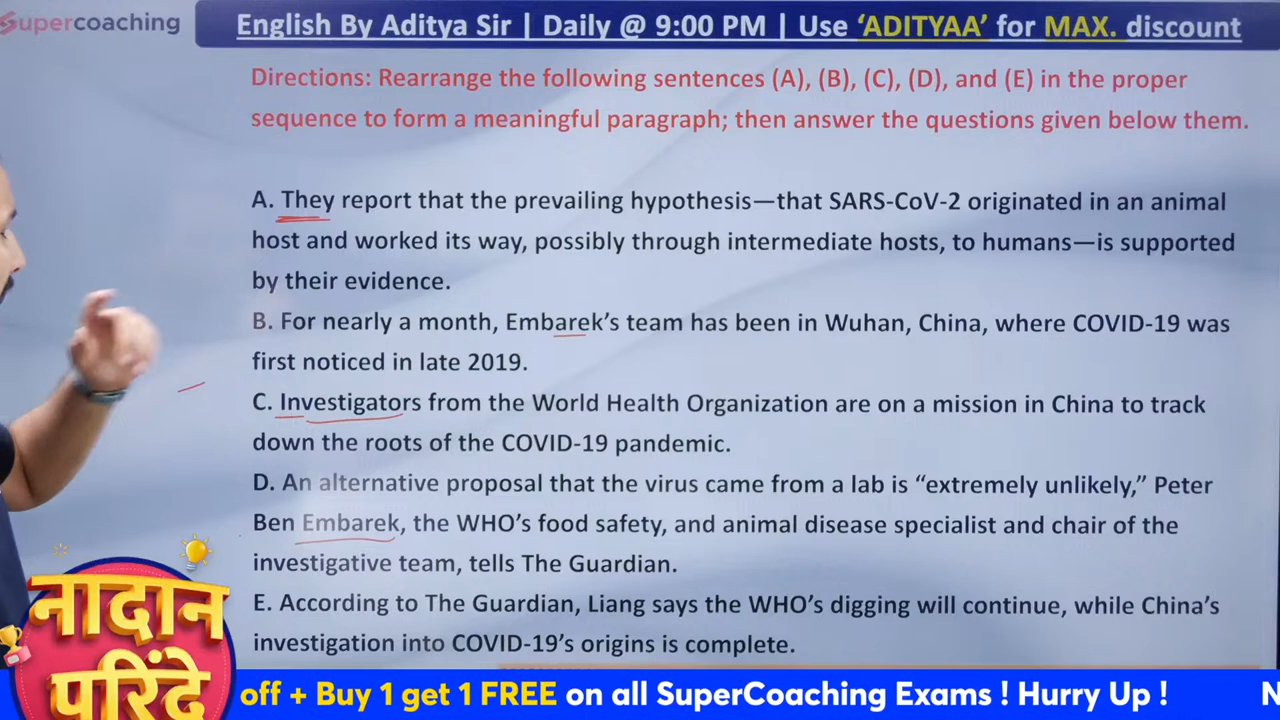 Supercoaching
English By Aditya Sir | Daily @ 9:00 PM | Use ‘ADITYAA’ for MAX. discount
Directions: Rearrange the following sentences (A), (B), (C), (D), and (E) in the proper
sequence to form a meaningful paragraph; then answer the questions given below them.
A. They report that the prevailing hypothesis—that SARS-CoV-2 originated in an animal
host and worked its way, possibly through intermediate hosts, to humans—is supported
by their evidence.
B. For nearly a month, Embarek’s team has been in Wuhan, China, where COVID-19 was
first noticed in late 2019.
C. Investigators from the World Health Organization are on a mission in China to track
down the roots of the COVID-19 pandemic.
D. An alternative proposal that the virus came from a lab is “extremely unlikely,” Peter
Ben Embarek, the WHO’s food safety, and animal disease specialist and chair of the
investigative team, tells The Guardian.
E. According to The Guardian, Liang says the WHO’s digging will continue, while China’s
investigation into COVID-19’s origins is complete.
नादान
परिंदे
off + Buy 1 get 1 FREE on all SuperCoaching Exams ! Hurry Up ! N